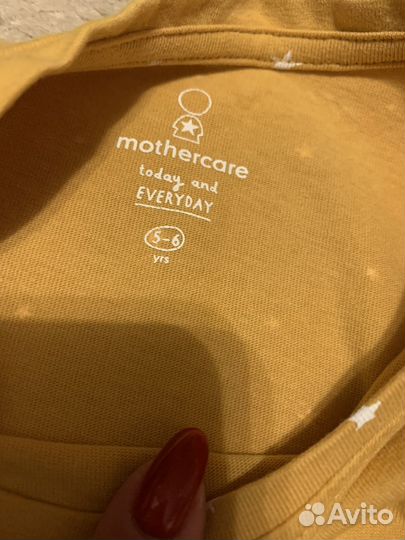 mothercare
today and
EVERYDAY
5-6
yrs
Avito